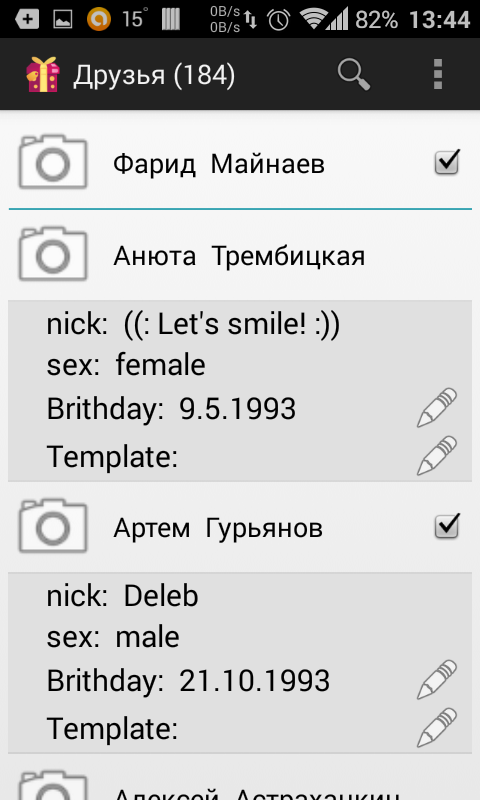 15° 0B/s 0B/s 82% 13:44
Друзья (184)
Фарид Майнаев
Анюта Трембицкая
nick: ((: Let's smile! :))
sex: female
Brithday: 9.5.1993
Template:
Артем Гурьянов
nick: Deleb
sex: male
Brithday: 21.10.1993
Template:
Алексей Астраханкин